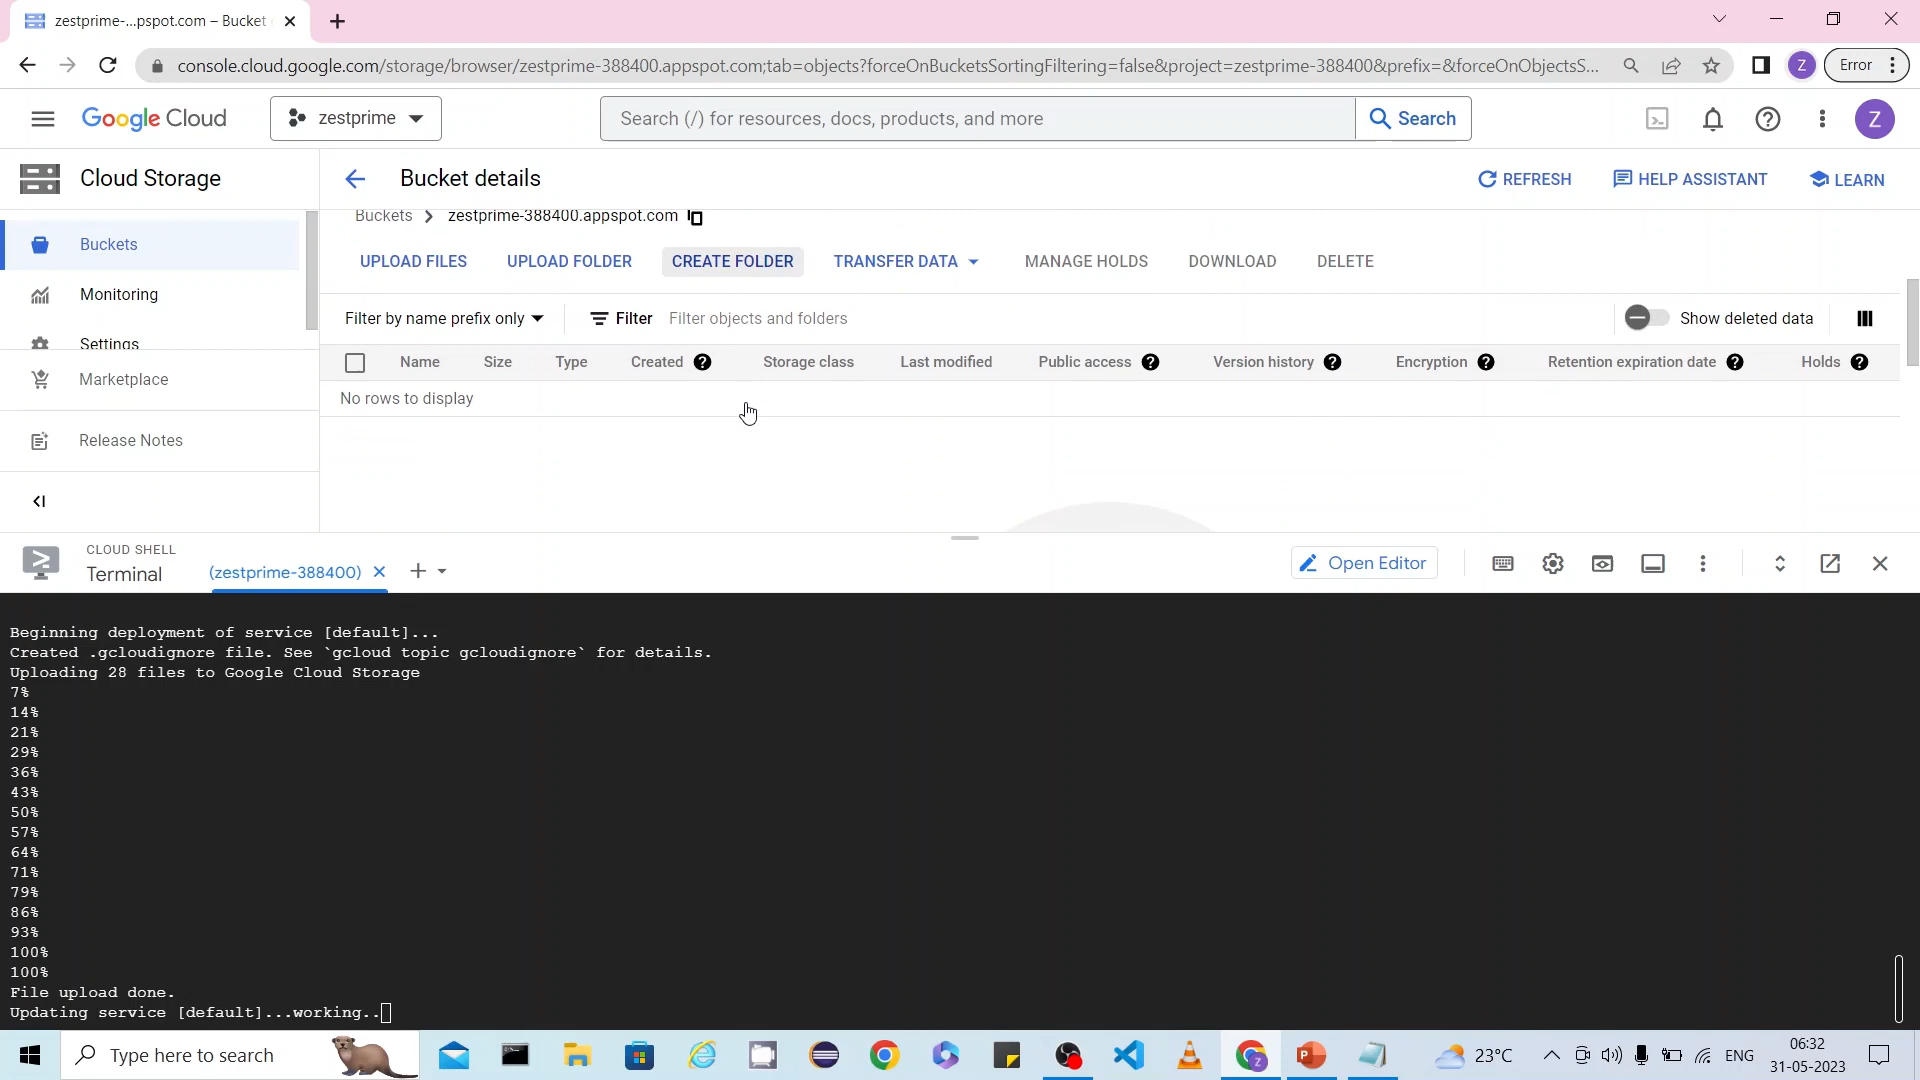 zestprime-...pspot.com – Bucket
console.cloud.google.com/storage/browser/zestprime-388400.appspot.com;tab=objects?forceOnBucketsSortingFiltering=false&project=zestprime-388400&prefix=&forceOnObjectsS...
Z
Error
Google Cloud
zestprime
Search (/) for resources, docs, products, and more
Search
Z
Cloud Storage
Bucket details
REFRESH
HELP ASSISTANT
LEARN
Buckets
Monitoring
Settings
Marketplace
Release Notes
Buckets > zestprime-388400.appspot.com
UPLOAD FILES
UPLOAD FOLDER
CREATE FOLDER
TRANSFER DATA
MANAGE HOLDS
DOWNLOAD
DELETE
Filter by name prefix only
Filter
Filter objects and folders
Show deleted data
Name
Size
Type
Created
Storage class
Last modified
Public access
Version history
Encryption
Retention expiration date
Holds
No rows to display
CLOUD SHELL
Terminal
(zestprime-388400)
Open Editor
Beginning deployment of service [default]...
Created .gcloudignore file. See `gcloud topic gcloudignore` for details.
Uploading 28 files to Google Cloud Storage
7%
14%
21%
29%
36%
43%
50%
57%
64%
71%
79%
86%
93%
100%
100%
File upload done.
Updating service [default]...working..
Type here to search
23°C
ENG
06:32
31-05-2023